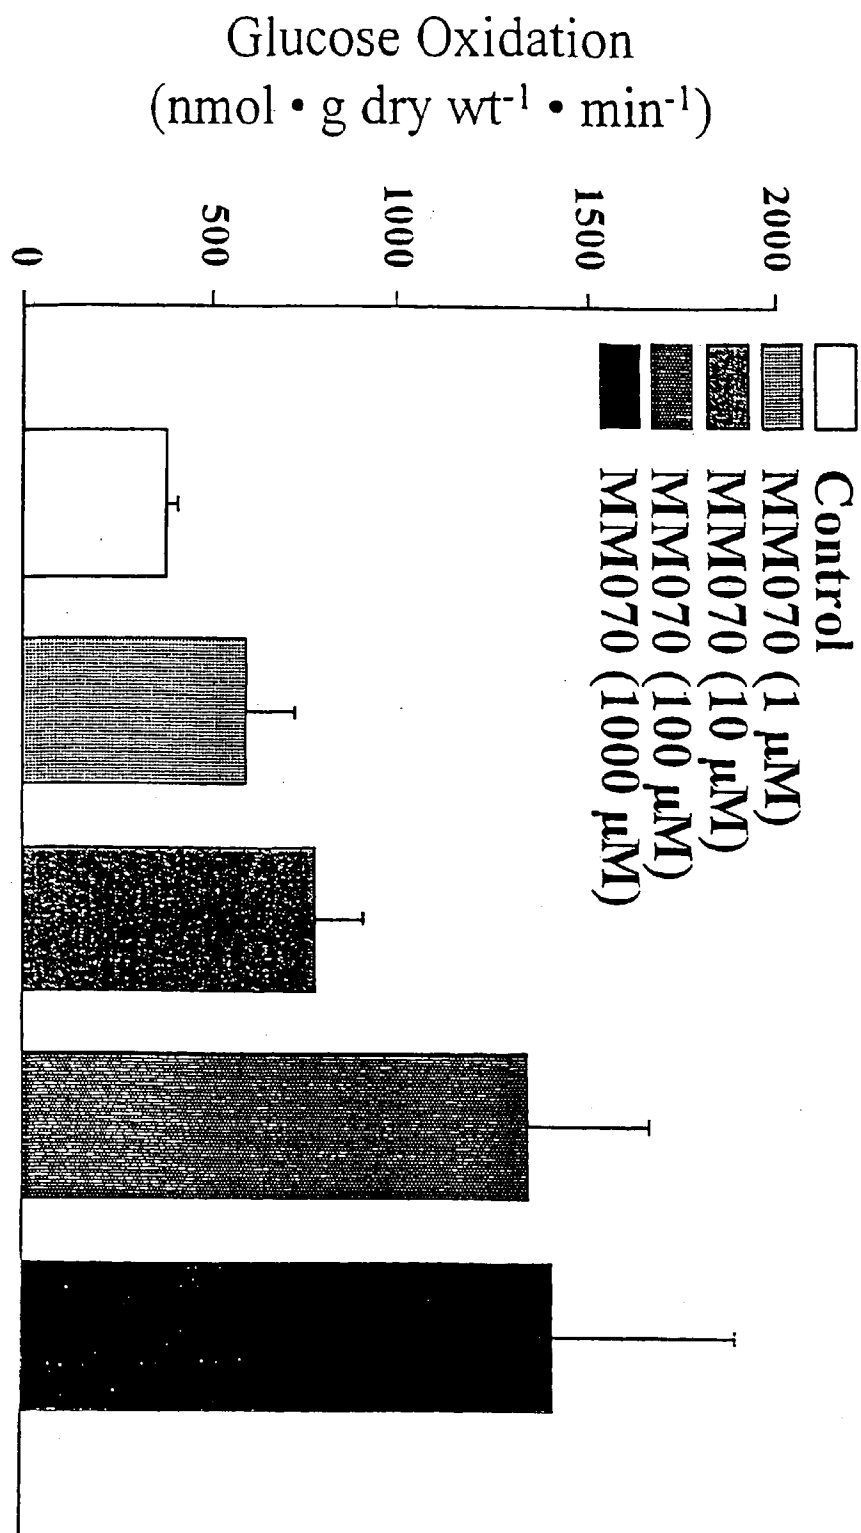 Glucose Oxidation
(nmol • g dry wt⁻¹ • min⁻¹)
2000
1500
1000
500
0
Control
MM070 (1 µM)
MM070 (10 µM)
MM070 (100 µM)
MM070 (1000 µM)